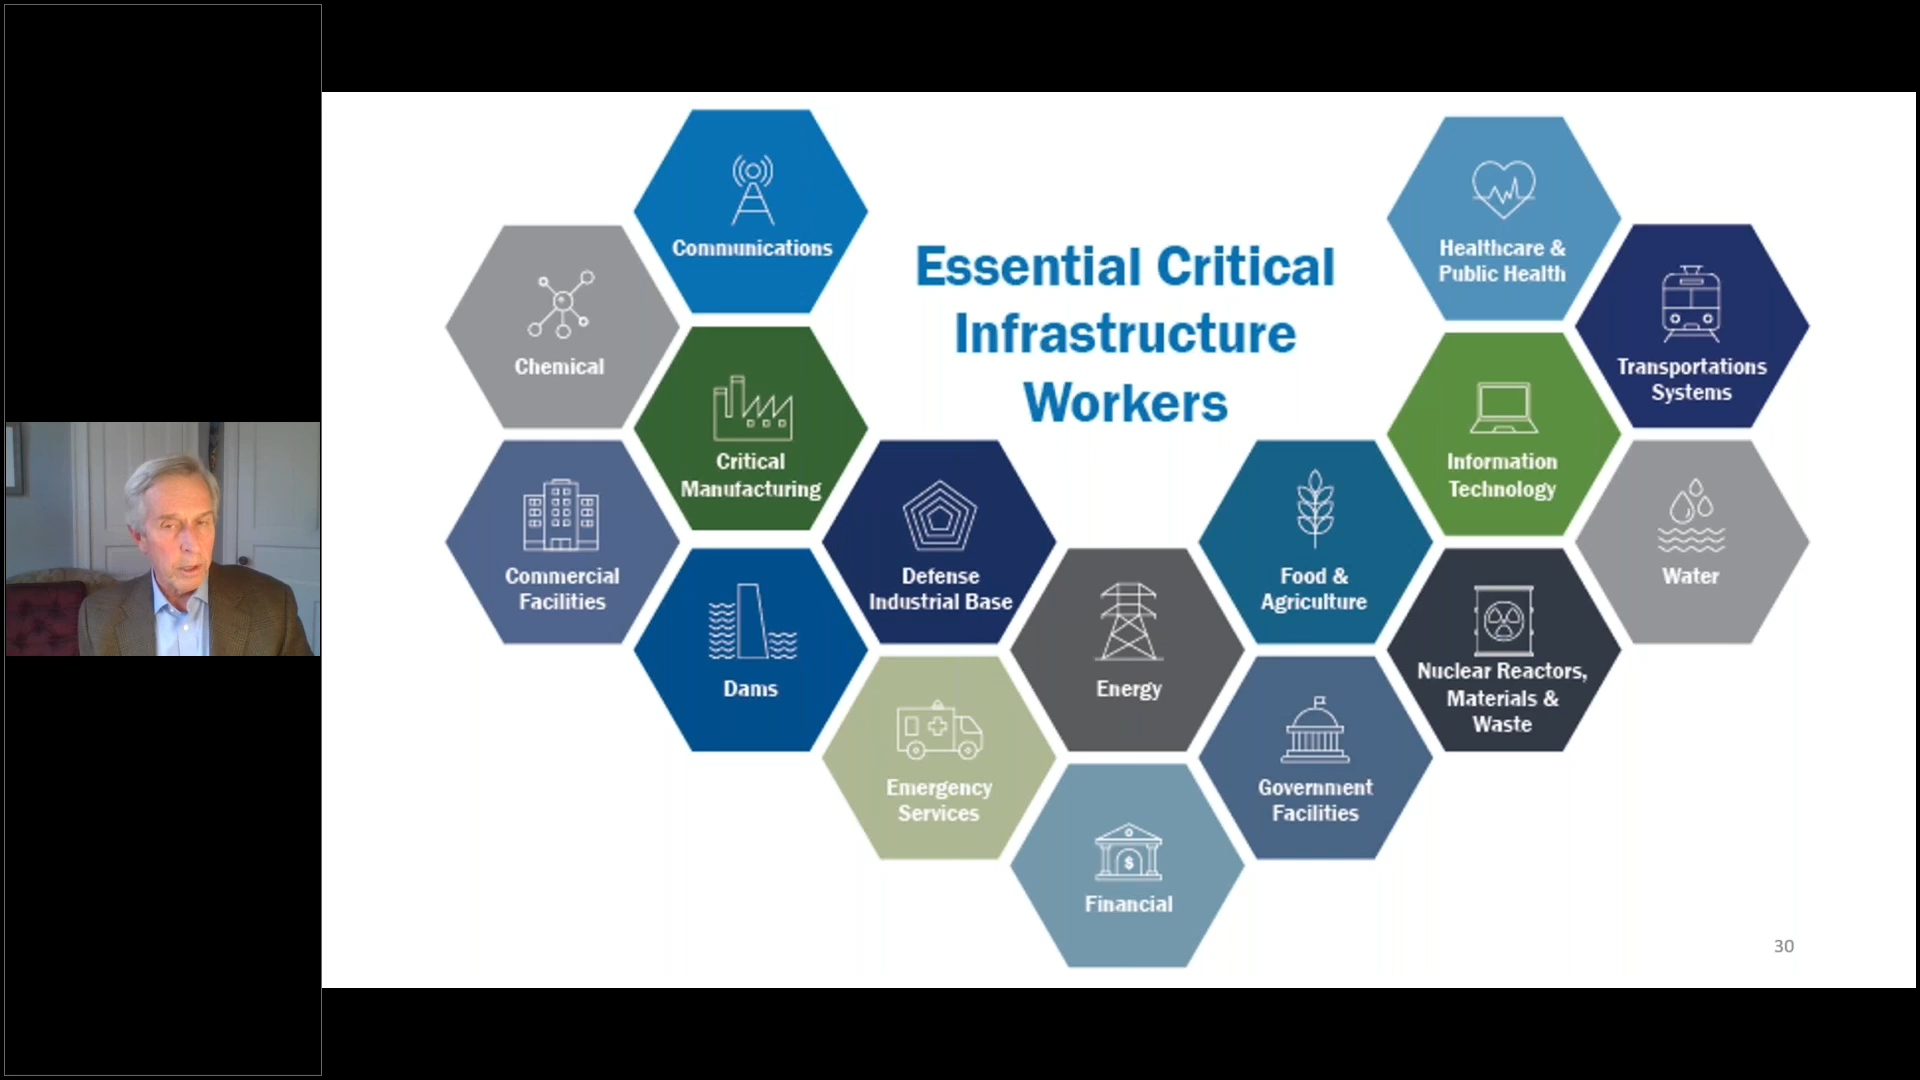 Essential Critical
Infrastructure
Workers
Communications
Chemical
Critical
Manufacturing
Commercial
Facilities
Dams
Defense
Industrial Base
Emergency
Services
Energy
$
Financial
Food &
Agriculture
Government
Facilities
Healthcare &
Public Health
Information
Technology
Nuclear Reactors,
Materials &
Waste
Transportations
Systems
Water
30